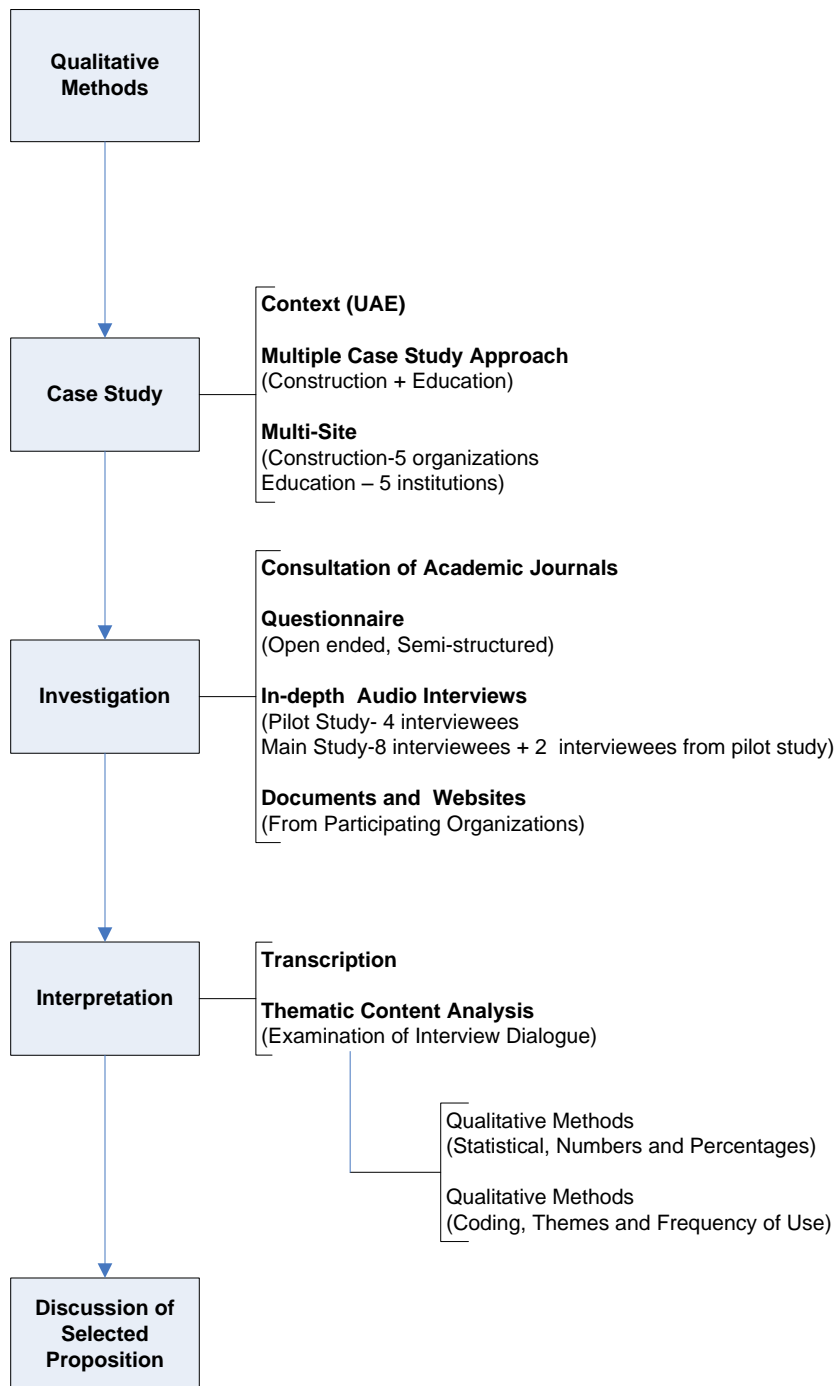 Qualitative
Methods
Context (UAE)
Multiple Case Study Approach
(Construction + Education)
Case Study
Multi-Site
(Construction-5 organizations
Education – 5 institutions)
Consultation of Academic Journals
Questionnaire
(Open ended, Semi-structured)
Investigation
In-depth Audio Interviews
(Pilot Study- 4 interviewees
Main Study-8 interviewees + 2 interviewees from pilot study)
Documents and Websites
(From Participating Organizations)
Interpretation
Transcription
Thematic Content Analysis
(Examination of Interview Dialogue)
Qualitative Methods
(Statistical, Numbers and Percentages)
Qualitative Methods
(Coding, Themes and Frequency of Use)
Discussion of
Selected
Proposition